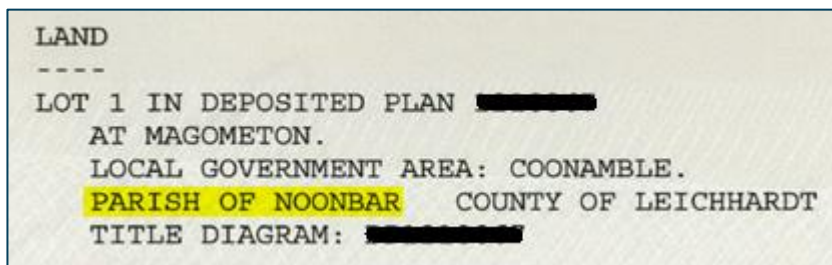 LAND
----
LOT 1 IN DEPOSITED PLAN
AT MAGOMETON.
LOCAL GOVERNMENT AREA: COONAMBLE.
PARISH OF NOONBAR COUNTY OF LEICHHARDT
TITLE DIAGRAM: